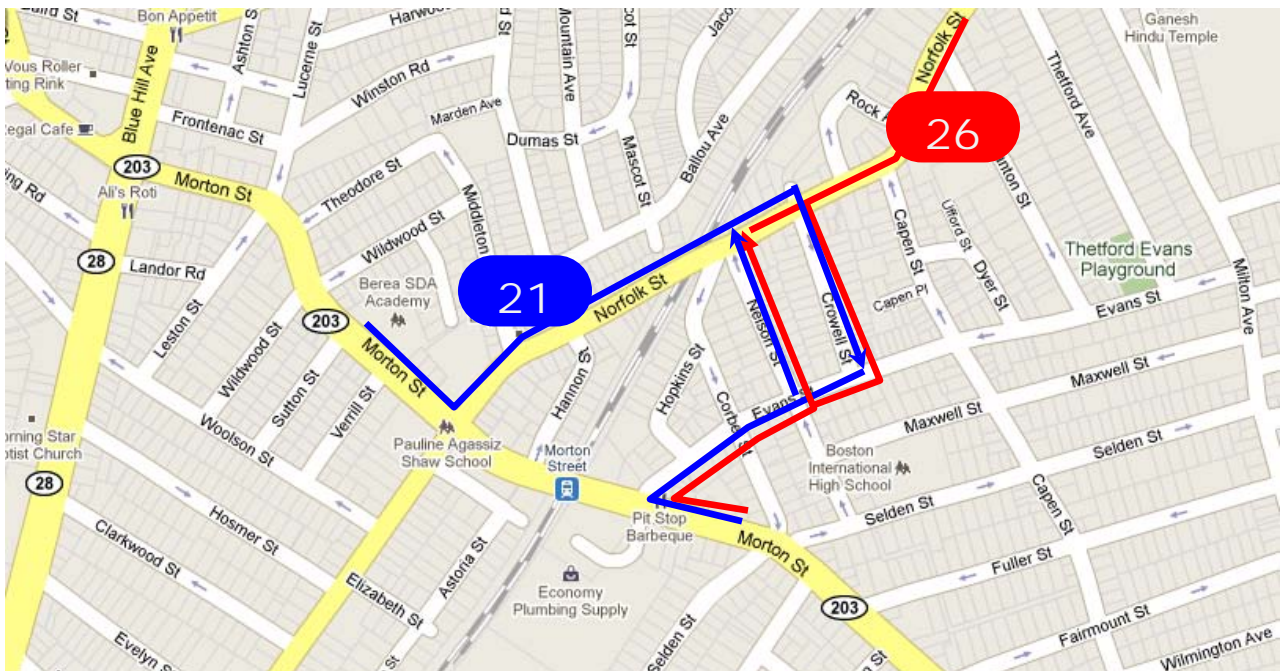 Laird St
Bon Appetit
Ashton St
Lucerne St
Harwood
Mountain Ave
Mascot St
Jaco
Norfolk St
Ganesh
Hindu Temple
Vous Roller
ting Rink
Blue Hill Ave
Winston Rd
Marden Ave
Ballou Ave
Rock
26
Thetford Ave
egal Cafe
Frontenac St
Dumas St
Mascot St
203
Morton St
Ali's Roti
Theodore St
Middleton
Wildwood St
Capen St
Ufford St
Dyer St
Thetford Evans
Playground
Milton Ave
28
Landor Rd
Berea SDA
Academy
21
Norfolk St
Nelson St
Crowell St
Capen Pl
Evans St
203
Leston St
Wildwood St
Sutton St
Verrill St
Morton St
Hannon St
Hopkins St
Corbe
St
Evans St
Maxwell St
Maxwell St
Woolson St
Pauline Agassiz
Shaw School
Morton
Street
Boston
International
High School
Selden St
orning Star
ptist Church
28
Hosmer St
Pit Stop
Barbeque
Morton St
Selden St
Capen St
Fuller St
Clarkwood St
Elizabeth St
Astoria St
Economy
Plumbing Supply
203
Evelyn St
Selden St
Fairmount St
Wilmington Ave